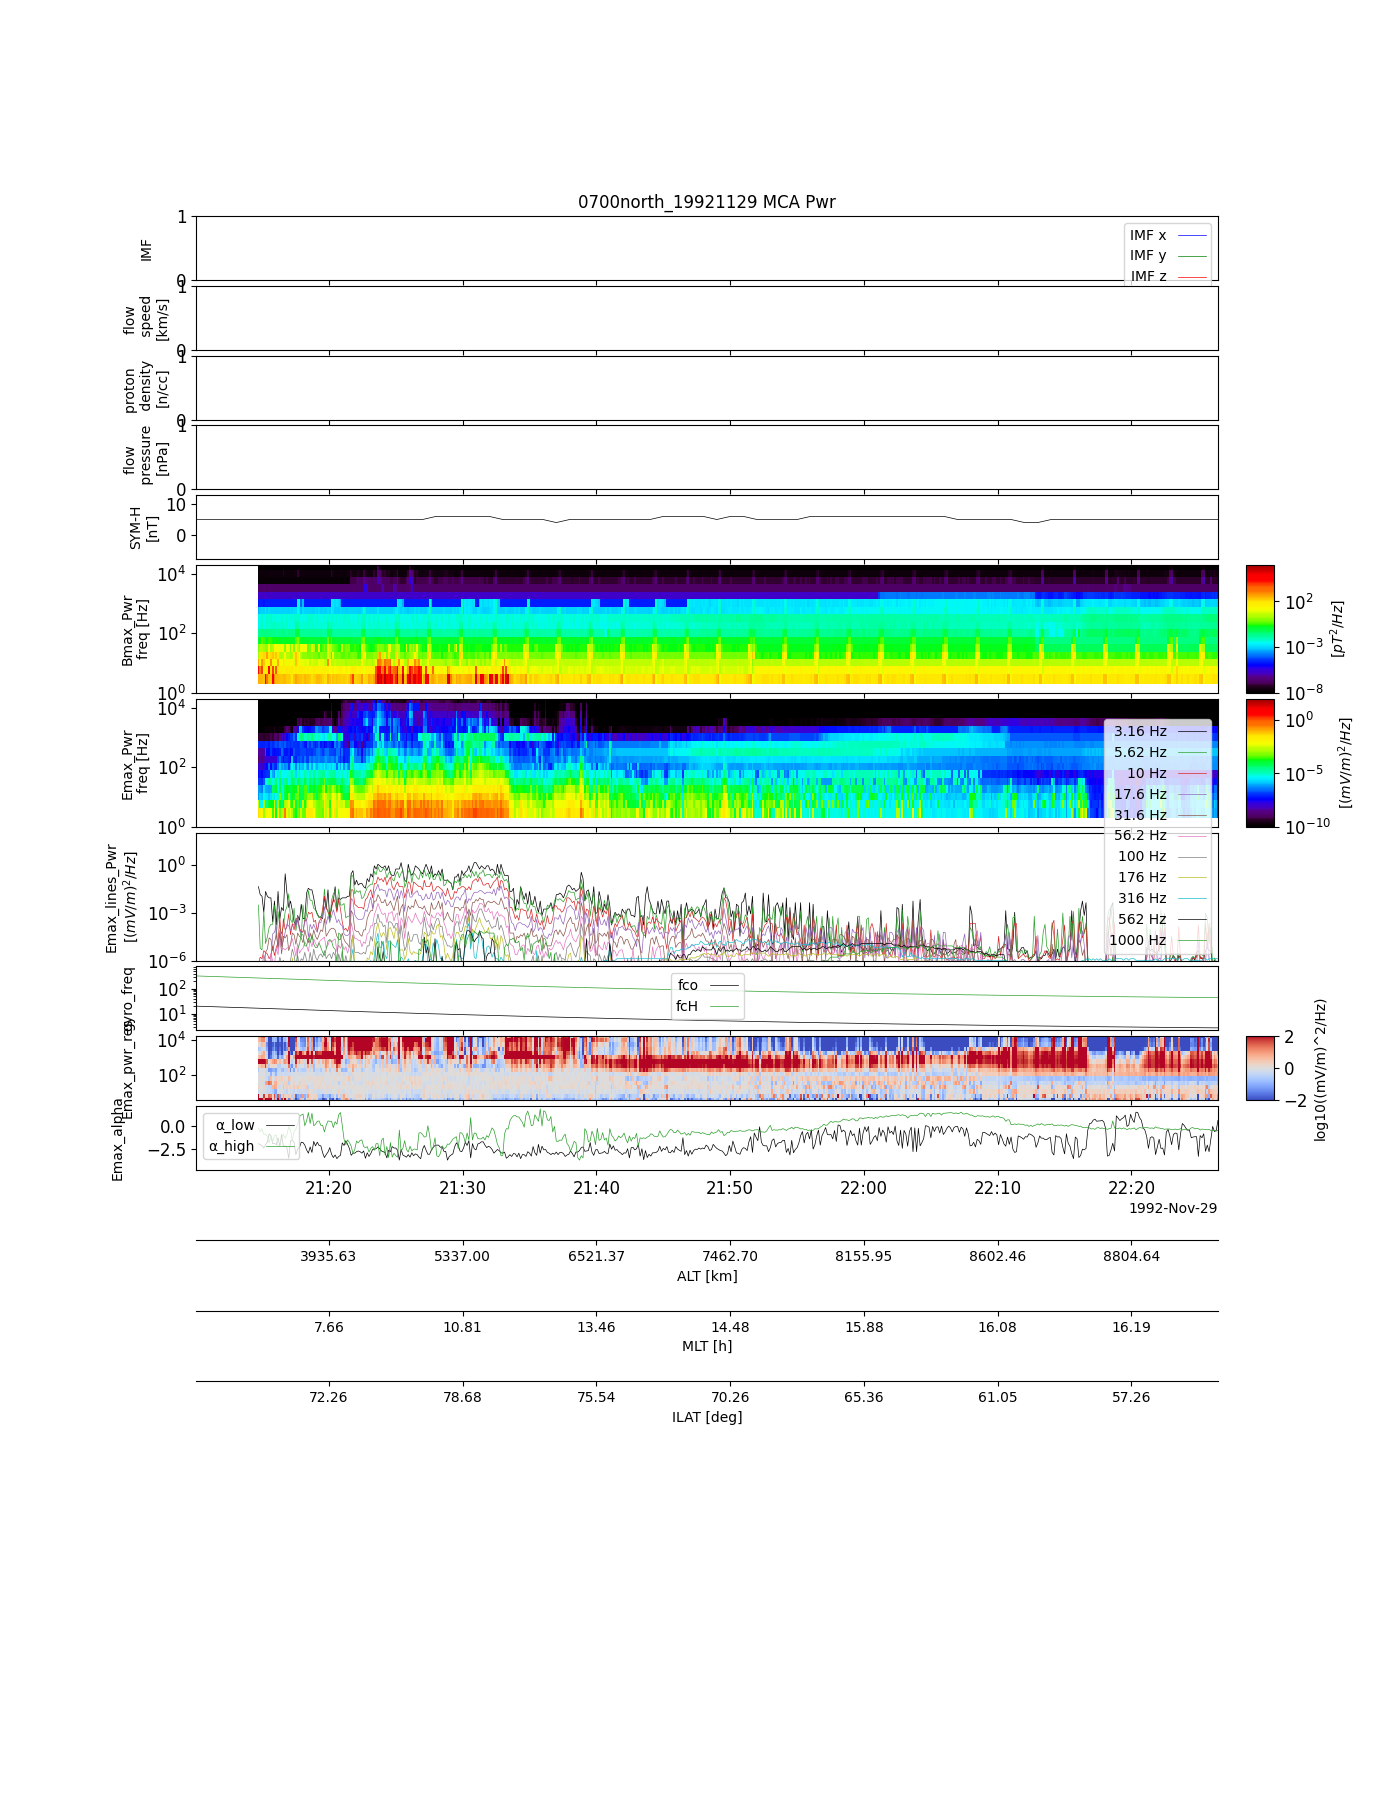 0700north_19921129 MCA Pwr
1
0
IMF
IMF x
IMF y
IMF z
1
0
flow
speed
[km/s]
1
0
proton
density
[n/cc]
1
0
flow
pressure
[nPa]
10
0
SYM-H
[nT]
10^4
10^2
10^0
Bmax_Pwr
freq [Hz]
10^2
10^-3
10^-8
[pT^2/Hz]
10^4
10^2
10^0
Emax_Pwr
freq [Hz]
10^0
10^-5
10^-10
[(mV/m)^2/Hz]
3.16 Hz
5.62 Hz
10 Hz
17.6 Hz
31.6 Hz
56.2 Hz
100 Hz
176 Hz
316 Hz
562 Hz
1000 Hz
10^0
10^-3
10^-6
Emax_lines_Pwr
[(mV/m)^2/Hz]
10^2
10^1
gyro_freq
fco
fcH
10^4
10^2
Emax_pwr_res
2
0
−2
log10((mV/m)^2/Hz)
0.0
−2.5
Emax_alpha
α_low
α_high
21:20 21:30 21:40 21:50 22:00 22:10 22:20
1992-Nov-29
3935.63 5337.00 6521.37 7462.70 8155.95 8602.46 8804.64
ALT [km]
7.66 10.81 13.46 14.48 15.88 16.08 16.19
MLT [h]
72.26 78.68 75.54 70.26 65.36 61.05 57.26
ILAT [deg]